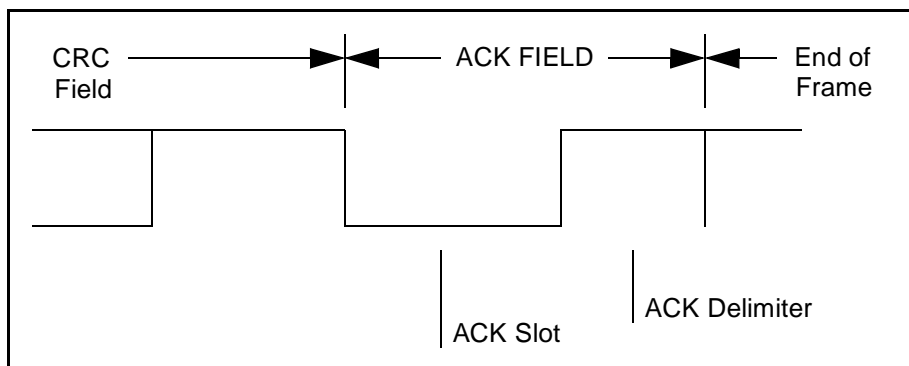 CRC
Field
ACK FIELD
End of
Frame
ACK Slot
ACK Delimiter